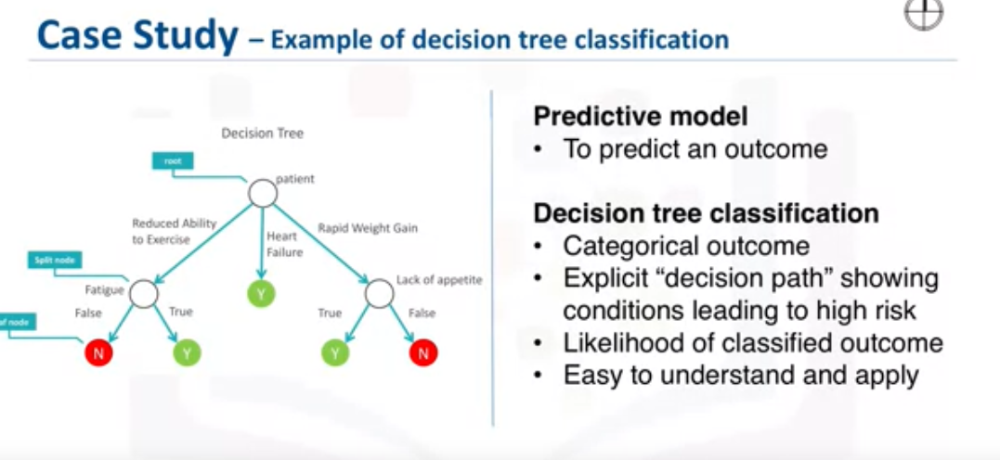 Case Study – Example of decision tree classification
Decision Tree
root
patient
Reduced Ability
to Exercise
Heart
Failure
Rapid Weight Gain
Split node
Fatigue
Y
Lack of appetite
False
True
True
False
node
N
Y
Y
N
Predictive model
• To predict an outcome
Decision tree classification
• Categorical outcome
• Explicit “decision path” showing
conditions leading to high risk
• Likelihood of classified outcome
• Easy to understand and apply